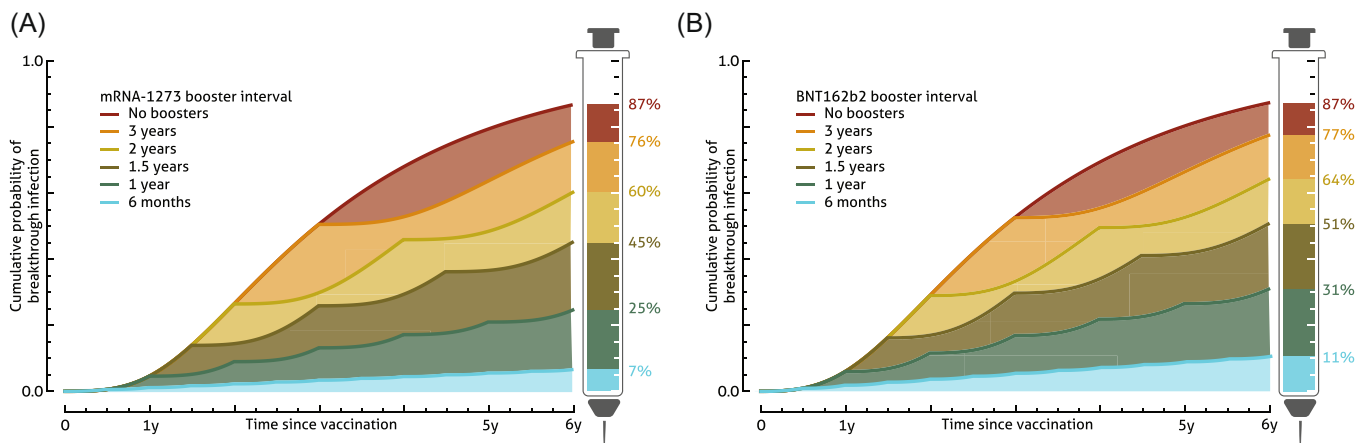 (A)
1.0
mRNA-1273 booster interval
No boosters
3 years
2 years
1.5 years
1 year
6 months
Cumulative probability of
breakthrough infection
0.0
0
1y
Time since vaccination
5y
6y
87%
76%
60%
45%
25%
7%
(B)
1.0
BNT162b2 booster interval
No boosters
3 years
2 years
1.5 years
1 year
6 months
Cumulative probability of
breakthrough infection
0.0
0
1y
Time since vaccination
5y
6y
87%
77%
64%
51%
31%
11%